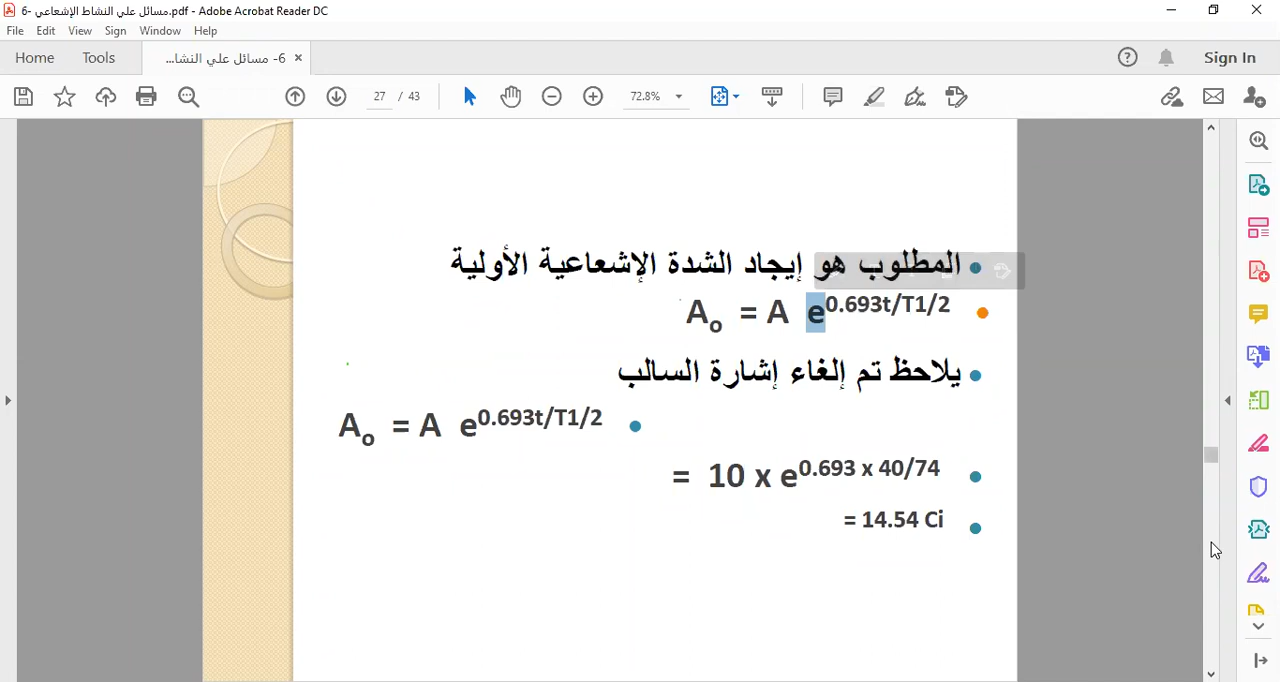 مسائل علي النشاط الإشعاعي -6.pdf - Adobe Acrobat Reader DC
File Edit View Sign Window Help
Home Tools 6- مسائل علي النشا... × Sign In
27 / 43 72.8%
المطلوب هو إيجاد الشدة الإشعاعية الأولية
Ao = A e0.693t/T1/2
يلاحظ تم إلغاء إشارة السالب
Ao = A e0.693t/T1/2
= 10 x e0.693 x 40/74
= 14.54 Ci